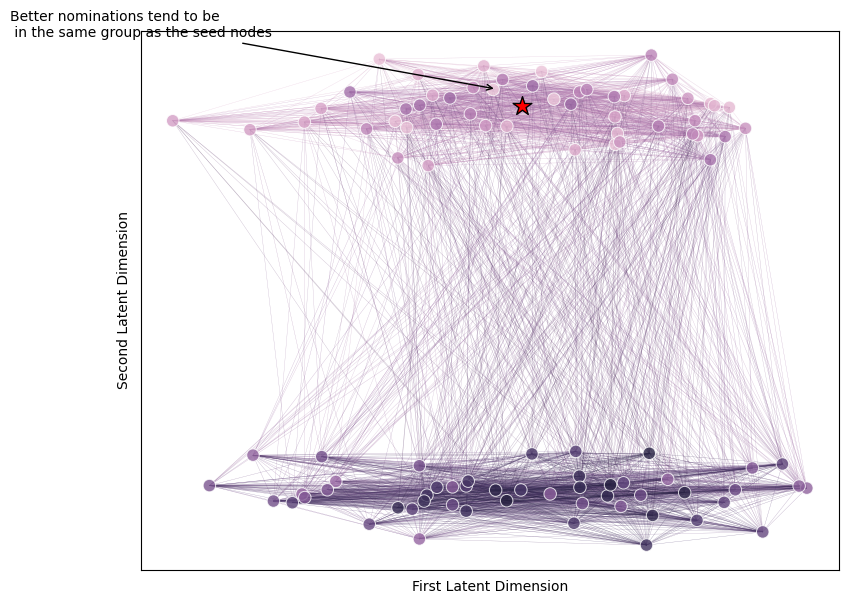 Better nominations tend to be
in the same group as the seed nodes
Second Latent Dimension
First Latent Dimension